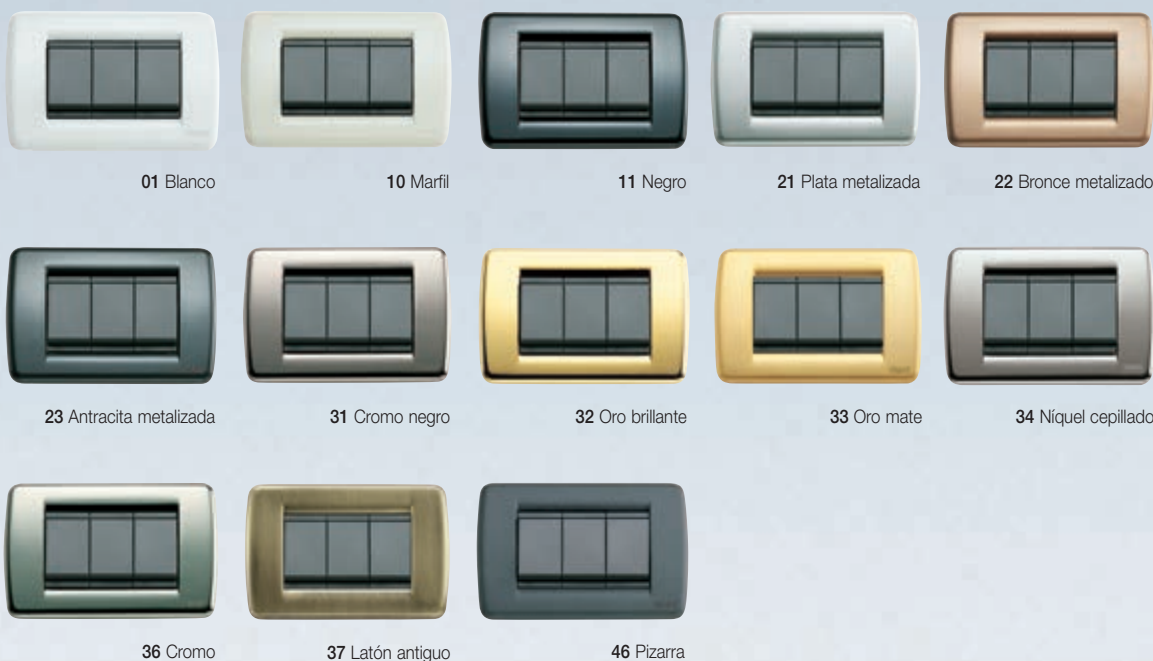 01 Blanco
10 Marfil
11 Negro
21 Plata metalizada
22 Bronce metalizado
23 Antracita metalizada
31 Cromo negro
32 Oro brillante
33 Oro mate
34 Níquel cepillado
36 Cromo
37 Latón antiguo
46 Pizarra